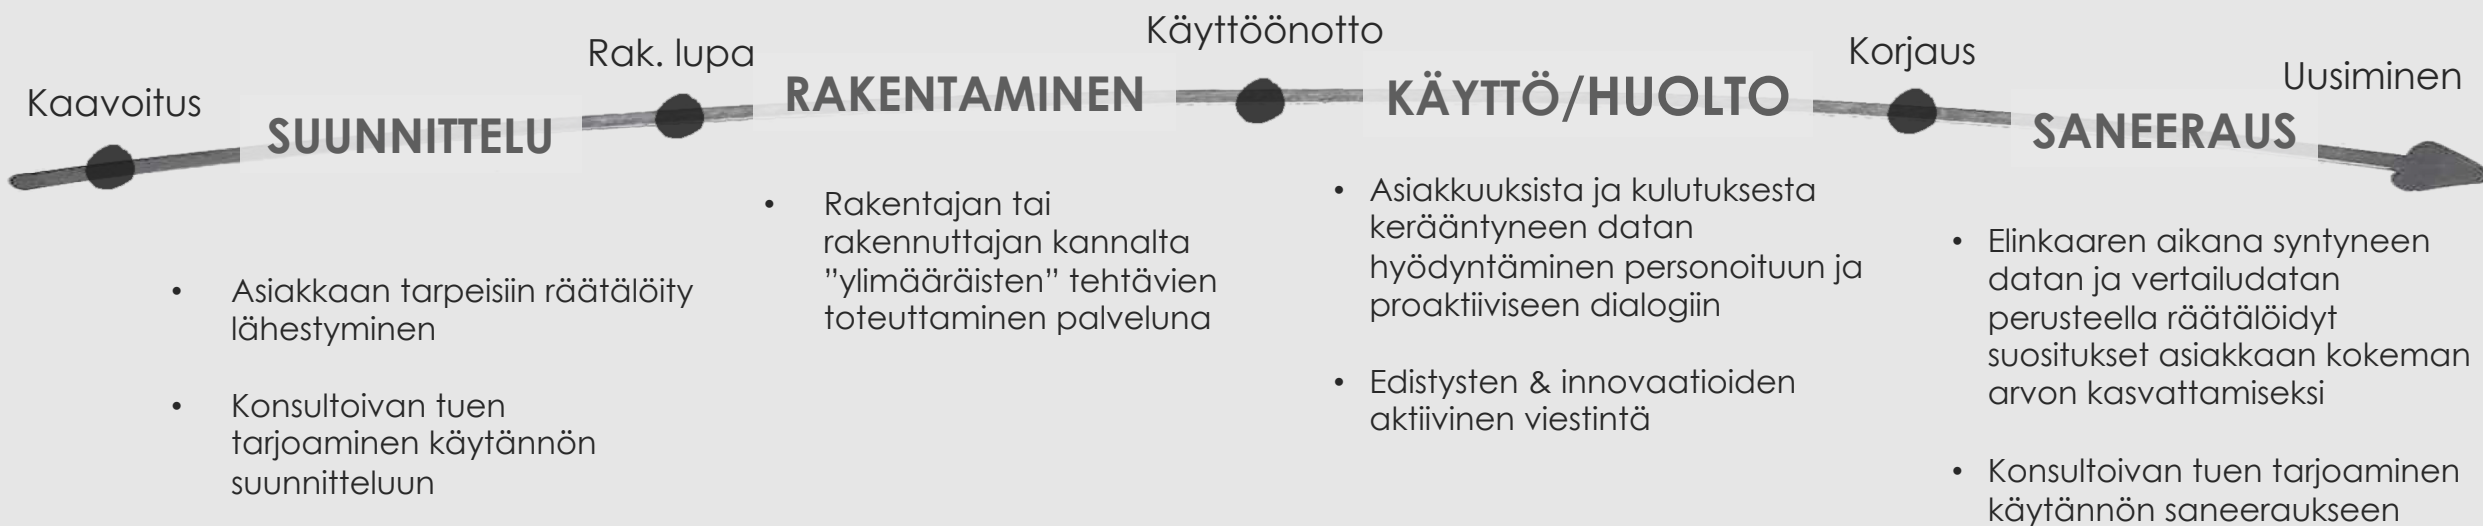 Kaavoitus
SUUNNITTELU
Rak. lupa
RAKENTAMINEN
Käyttöönotto
KÄYTTÖ/HUOLTO
Korjaus
SANEERAUS
Uusiminen
• Asiakkaan tarpeisiin räätälöity
lähestyminen
• Konsultoivan tuen
tarjoaminen käytännön
suunnitteluun
• Rakentajan tai
rakennuttajan kannalta
”ylimääräisten” tehtävien
toteuttaminen palveluna
• Asiakkuuksista ja kulutuksesta
kerääntyneen datan
hyödyntäminen personoituun ja
proaktiiviseen dialogiin
• Edistysten & innovaatioiden
aktiivinen viestintä
• Elinkaaren aikana syntyneen
datan ja vertailudatan
perusteella räätälöidyt
suositukset asiakkaan kokeman
arvon kasvattamiseksi
• Konsultoivan tuen tarjoaminen
käytännön saneeraukseen